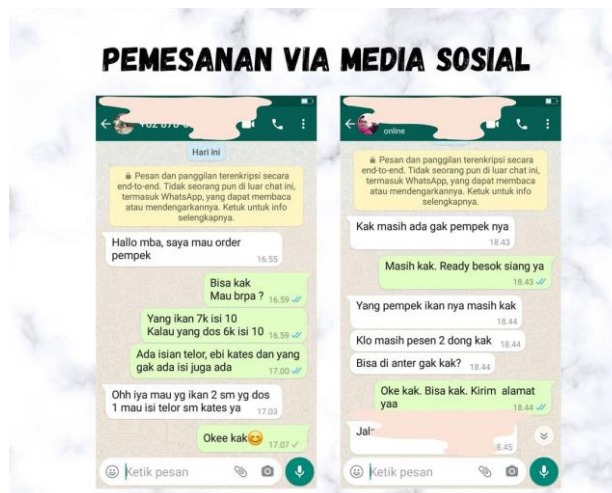 PEMESANAN VIA MEDIA SOSIAL
Hari ini
Pesan dan panggilan terenkripsi secara
end-to-end. Tidak seorang pun di luar chat ini,
termasuk WhatsApp, yang dapat membaca
atau mendengarkannya. Ketuk untuk info
selengkapnya.
Hallo mba, saya mau order
pempek
16.55
Bisa kak
Mau brpa ? 16.59
Yang ikan 7k isi 10
Kalau yang dos 6k isi 10 16.59
Ada isian telor, ebi kates dan yang
gak ada isi juga ada 17.00
Ohh iya mau yg ikan 2 sm yg dos
1 mau isi telor sm kates ya 17.03
Okee kak😊 17.07
Ketik pesan
online
Pesan dan panggilan terenkripsi secara
end-to-end. Tidak seorang pun di luar chat ini,
termasuk WhatsApp, yang dapat membaca
atau mendengarkannya. Ketuk untuk info
selengkapnya.
Kak masih ada gak pempek nya
18.43
Masih kak. Ready besok siang ya
18.43
Yang pempek ikan nya masih kak
18.44
Klo masih pesen 2 dong kak 18.44
Bisa di anter gak kak? 18.44
Oke kak. Bisa kak. Kirim alamat
yaa 18.44
8.45
Ketik pesan